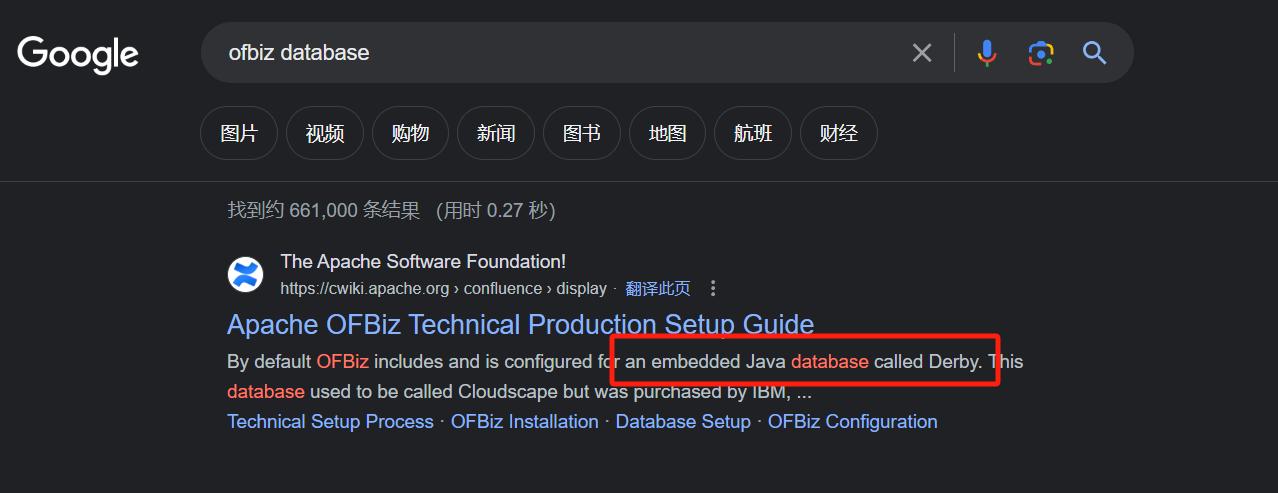 Google
ofbiz database
图片 视频 购物 新闻 图书 地图 航班 财经
找到约 661,000 条结果 (用时 0.27 秒)
The Apache Software Foundation!
https://cwiki.apache.org › confluence › display · 翻译此页
Apache OFBiz Technical Production Setup Guide
By default OFBiz includes and is configured for an embedded Java database called Derby. This
database used to be called Cloudscape but was purchased by IBM, ...
Technical Setup Process · OFBiz Installation · Database Setup · OFBiz Configuration